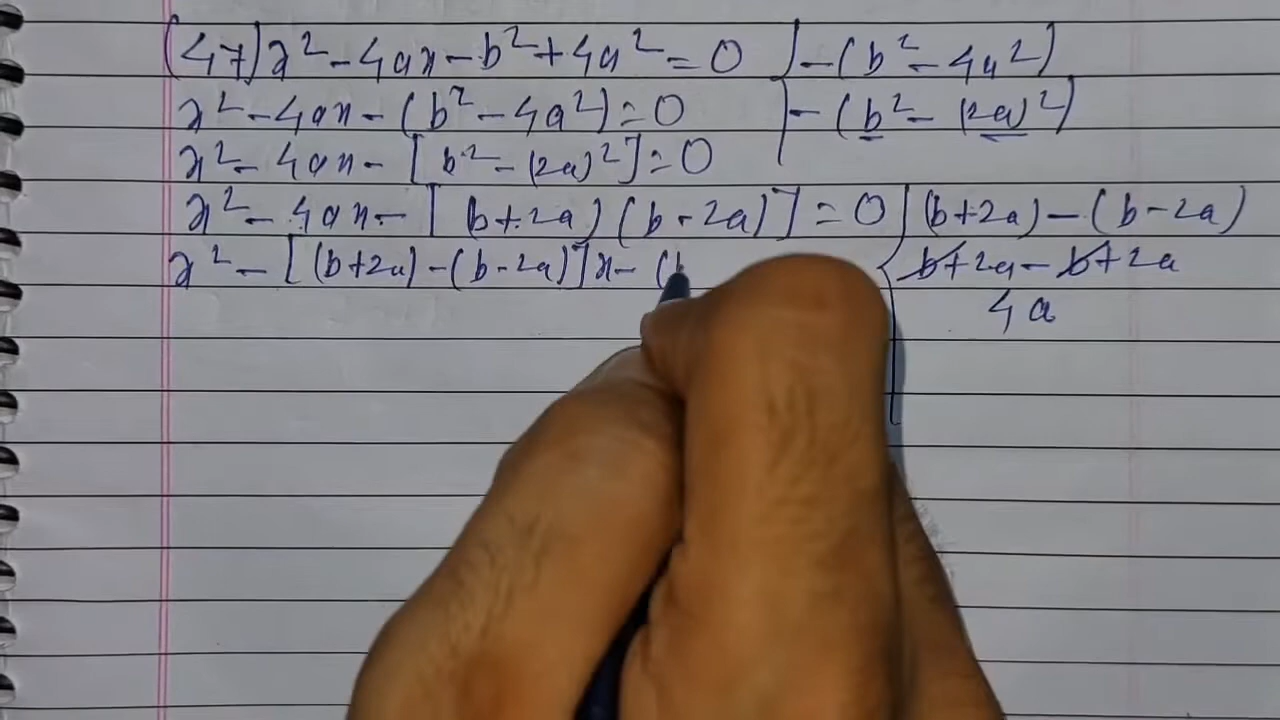 (47) x² - 4ax - b² + 4a² = 0
x² - 4ax - (b² - 4a²) = 0
x² - 4ax - [b² - (2a)²] = 0
x² - 4ax - [(b+2a)(b-2a)] = 0
x² - [(b+2a) - (b-2a)]x - (b
-(b² - 4a²)
-(b² - (2a)²)
(b+2a) - (b-2a)
b+2a - b+2a
4a